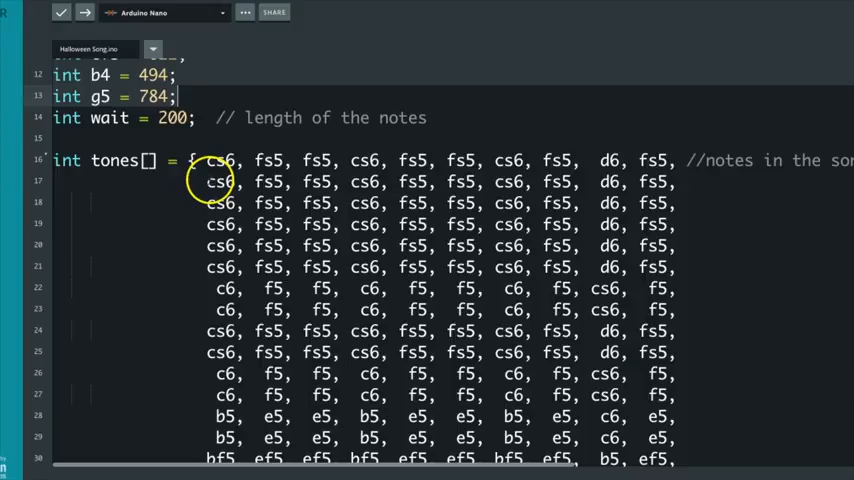 R
Arduino Nano
SHARE
Halloween Song.ino
12 int b4 = 494;
13 int g5 = 784;
14 int wait = 200; // length of the notes
15
16 int tones[] = { cs6, fs5, fs5, cs6, fs5, fs5, cs6, fs5, d6, fs5, //notes in the son
17 cs6, fs5, fs5, cs6, fs5, fs5, cs6, fs5, d6, fs5,
18 cs6, fs5, fs5, cs6, fs5, fs5, cs6, fs5, d6, fs5,
19 cs6, fs5, fs5, cs6, fs5, fs5, cs6, fs5, d6, fs5,
20 cs6, fs5, fs5, cs6, fs5, fs5, cs6, fs5, d6, fs5,
21 cs6, fs5, fs5, cs6, fs5, fs5, cs6, fs5, d6, fs5,
22 c6, f5, f5, c6, f5, f5, c6, f5, cs6, f5,
23 c6, f5, f5, c6, f5, f5, c6, f5, cs6, f5,
24 cs6, fs5, fs5, cs6, fs5, fs5, cs6, fs5, d6, fs5,
25 cs6, fs5, fs5, cs6, fs5, fs5, cs6, fs5, d6, fs5,
26 c6, f5, f5, c6, f5, f5, c6, f5, cs6, f5,
27 c6, f5, f5, c6, f5, f5, c6, f5, cs6, f5,
28 b5, e5, e5, b5, e5, e5, b5, e5, c6, e5,
29 b5, e5, e5, b5, e5, e5, b5, e5, c6, e5,
30 bf5, ef5, ef5, bf5, ef5, ef5, bf5, ef5, b5, ef5,